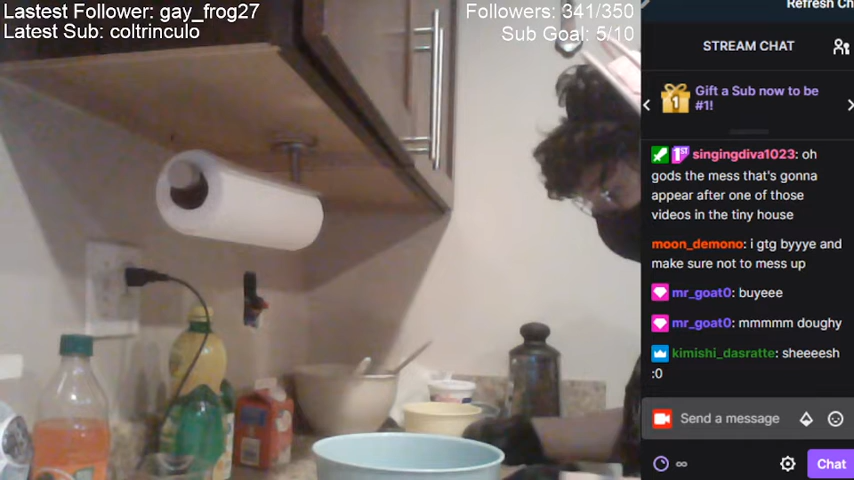 Lastest Follower: gay_frog27
Latest Sub: coltrinculo
Followers: 341/350
Sub Goal: 5/10
Refresh Ch
STREAM CHAT
1
Gift a Sub now to be
#1!
singingdiva1023: oh
gods the mess that's gonna
appear after one of those
videos in the tiny house
moon_demono: i gtg byyye and
make sure not to mess up
mr_goat0: buyeee
mr_goat0: mmmmm doughy
kimishi_dasratte: sheeeesh
:0
Send a message
∞
Chat